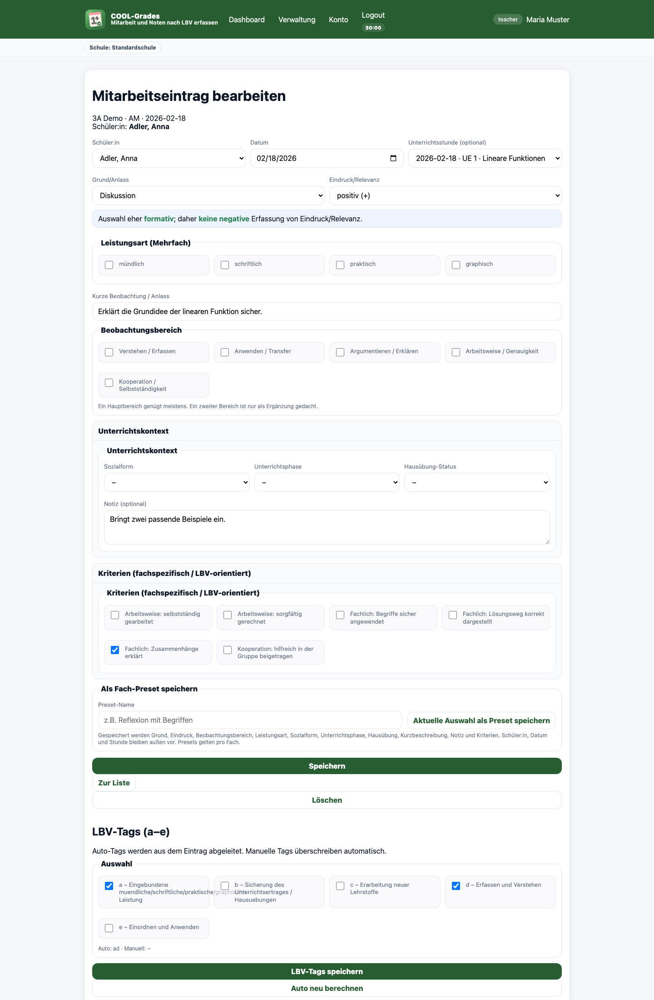 COOL-Grades
Mitarbeit und Noten nach LBV erfassen
Dashboard
Verwaltung
Konto
Logout
30:00
teacher
Maria Muster
Schule: Standardschule
Mitarbeitseintrag bearbeiten
3A Demo · AM · 2026-02-18
Schüler:in: Adler, Anna
Schüler:in
Datum
Unterrichtsstunde (optional)
Adler, Anna
02/18/2026
2026-02-18 · UE 1 · Lineare Funktionen
Grund/Anlass
Eindruck/Relevanz
Diskussion
positiv (+)
Auswahl eher formativ; daher keine negative Erfassung von Eindruck/Relevanz.
Leistungsart (Mehrfach)
mündlich
schriftlich
praktisch
graphisch
Kurze Beobachtung / Anlass
Erklärt die Grundidee der linearen Funktion sicher.
Beobachtungsbereich
Verstehen / Erfassen
Anwenden / Transfer
Argumentieren / Erklären
Arbeitsweise / Genauigkeit
Kooperation /
Selbstständigkeit
Ein Hauptbereich genügt meistens. Ein zweiter Bereich ist nur als Ergänzung gedacht.
Unterrichtskontext
Unterrichtskontext
Sozialform
Unterrichtsphase
Hausübung-Status
–
–
–
Notiz (optional)
Bringt zwei passende Beispiele ein.
Kriterien (fachspezifisch / LBV-orientiert)
Kriterien (fachspezifisch / LBV-orientiert)
Arbeitsweise: selbstständig
gearbeitet
Arbeitsweise: sorgfältig
gerechnet
Fachlich: Begriffe sicher
angewendet
Fachlich: Lösungsweg korrekt
dargestellt
Fachlich: Zusammenhänge
erklärt
Kooperation: hilfreich in der
Gruppe beigetragen
Als Fach-Preset speichern
Preset-Name
z.B. Reflexion mit Begriffen
Aktuelle Auswahl als Preset speichern
Gespeichert werden Grund, Eindruck, Beobachtungsbereich, Leistungsart, Sozialform, Unterrichtsphase, Hausübung, Kurzbeschreibung, Notiz und Kriterien. Schüler:in, Datum
und Stunde bleiben außen vor. Presets gelten pro Fach.
Speichern
Zur Liste
Löschen
LBV-Tags (a–e)
Auto-Tags werden aus dem Eintrag abgeleitet. Manuelle Tags überschreiben automatisch.
Auswahl
a – Eingebundene
muendliche/schriftliche/praktische/graphische
Leistung
b – Sicherung des
Unterrichtsertrages /
Hausuebungen
c – Erarbeitung neuer
Lehrstoffe
d – Erfassen und Verstehen
e – Einordnen und Anwenden
Auto: ad · Manuell: –
LBV-Tags speichern
Auto neu berechnen